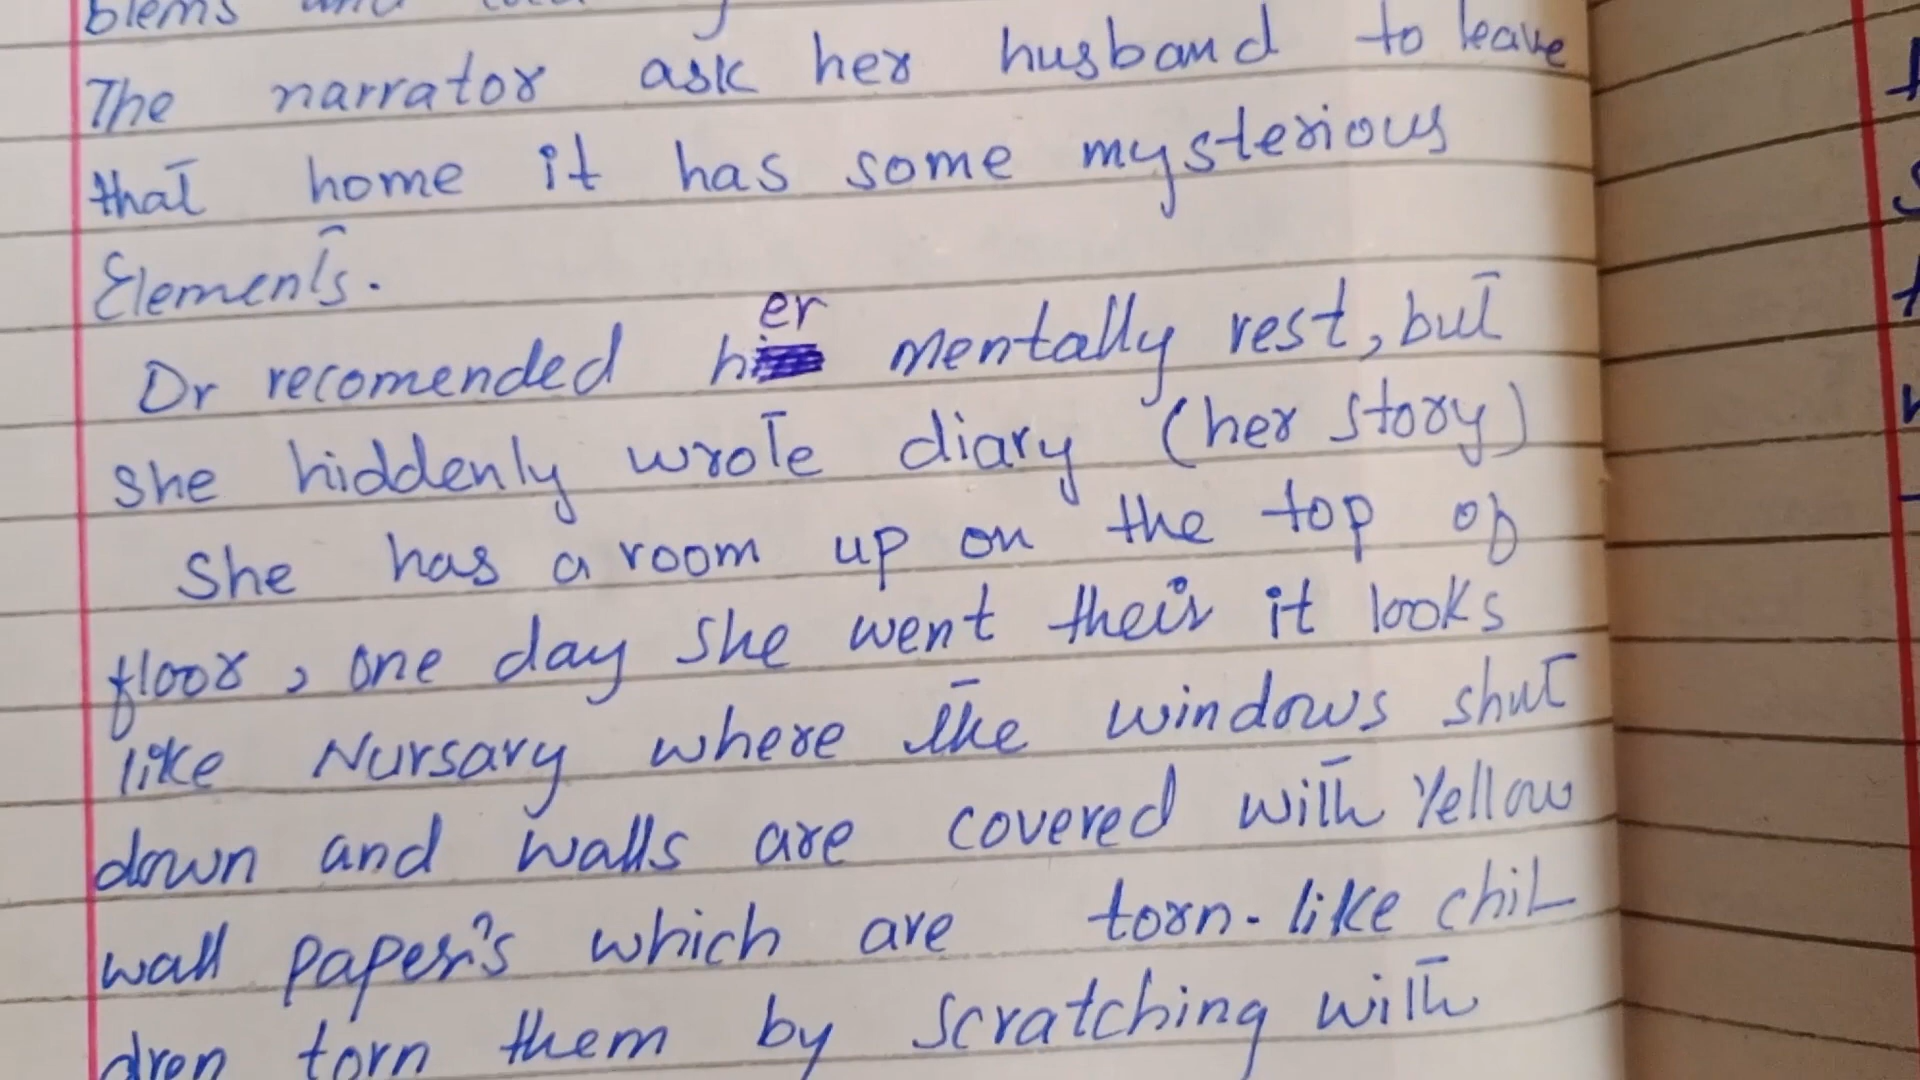 blems and
The narrator ask her husband to leave
that home it has some mysterious
Elements.
Dr recomended her mentally rest, but
she hiddenly wrote diary (her story)
She has a room up on the top of
floor, one day she went their it looks
like Nursary where the windows shut
down and walls are covered with Yellow
wall paper's which are torn-like chil
dren torn them by scratching with